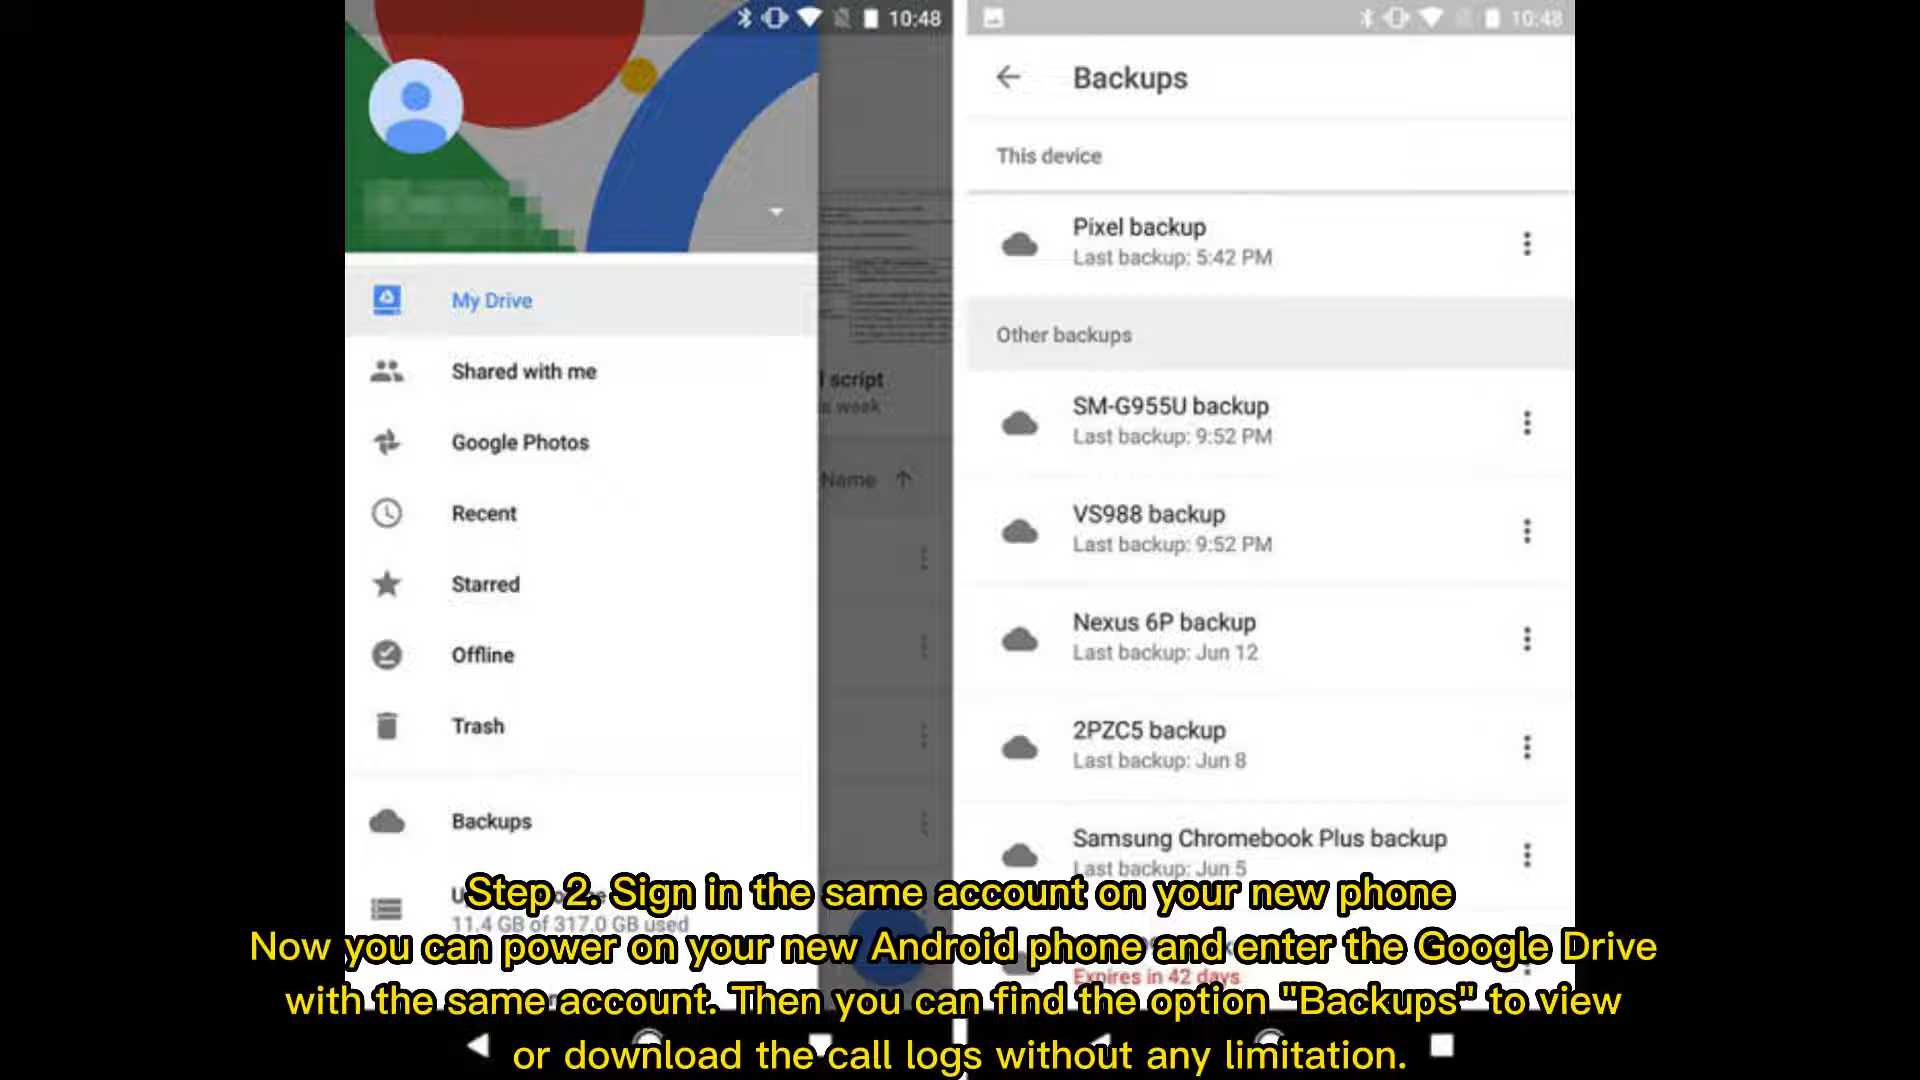 10:48
My Drive
Shared with me
Google Photos
Recent
Starred
Offline
Trash
Backups
11.4 GB of 317.0 GB used
script
week
Name
10:48
Backups
This device
Pixel backup
Last backup: 5:42 PM
Other backups
SM-G955U backup
Last backup: 9:52 PM
VS988 backup
Last backup: 9:52 PM
Nexus 6P backup
Last backup: Jun 12
2PZC5 backup
Last backup: Jun 8
Samsung Chromebook Plus backup
Last backup: Jun 5
Expires in 42 days
Step 2. Sign in the same account on your new phone
Now you can power on your new Android phone and enter the Google Drive
with the same account. Then you can find the option "Backups" to view
or download the call logs without any limitation.